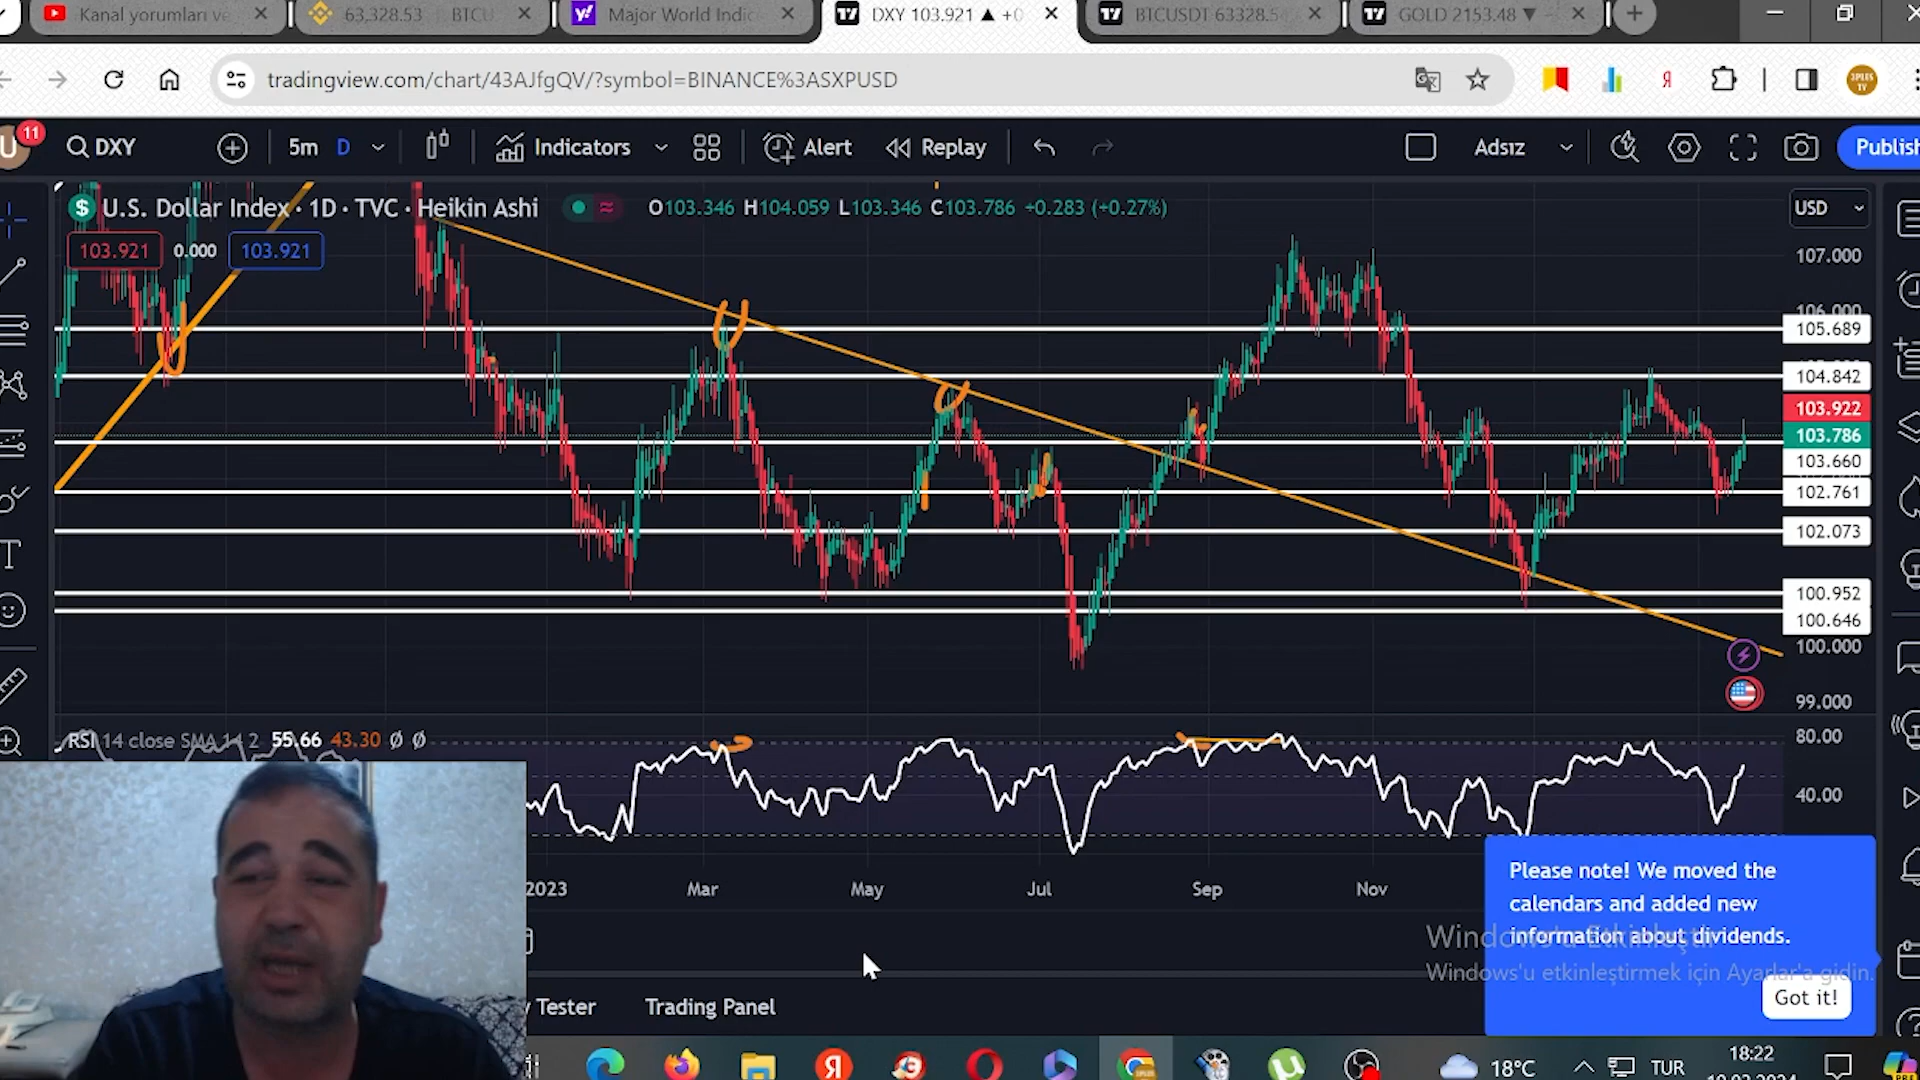 Kanal yorumları ve
63,328.53
BTCU
Major World Indic
DXY 103.921 ▲ +0
BTCUSDT 63328.5
GOLD 2153.48 ▼
tradingview.com/chart/43AJfgQV/?symbol=BINANCE%3ASXPUSD
U
11
DXY
5m
D
Indicators
Alert
Replay
Adsız
Publish
U.S. Dollar Index · 1D · TVC · Heikin Ashi
O103.346 H104.059 L103.346 C103.786 +0.283 (+0.27%)
USD
103.921
0.000
103.921
107.000
105.689
104.842
103.922
103.786
103.660
102.761
102.073
100.952
100.646
100.000
99.000
RSI 14 close SMA 14 2 55.66 43.30 Ø Ø
80.00
40.00
2023
Mar
May
Jul
Sep
Nov
Please note! We moved the
calendars and added new
information about dividends.
Got it!
Windows'u Etkinleştir
Windows'u etkinleştirmek için Ayarlar'a gidin.
Tester
Trading Panel
18°C
TUR
18:22